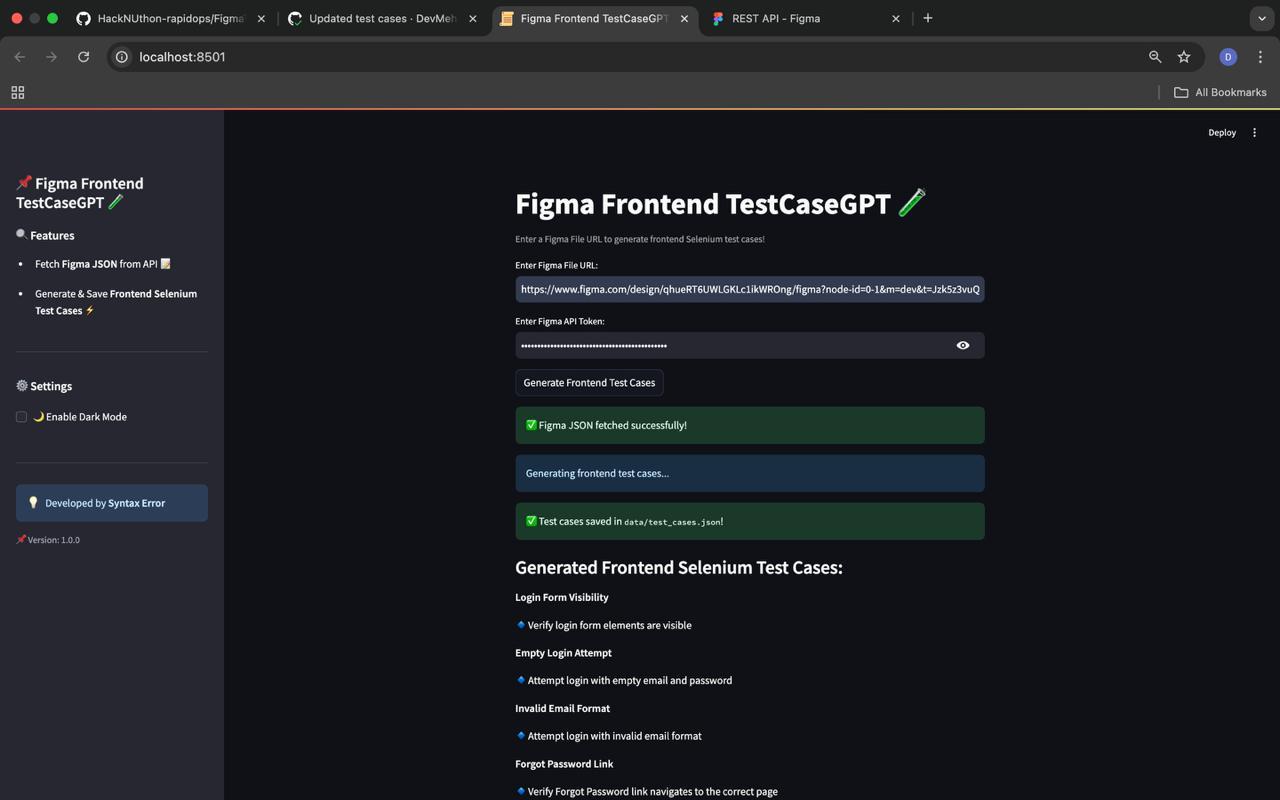 HackNUthon-rapidops/Figma
Updated test cases · DevMeh
Figma Frontend TestCaseGPT
REST API - Figma
localhost:8501
D
All Bookmarks
Deploy
📌 Figma Frontend
TestCaseGPT 🧪
🔍 Features
• Fetch Figma JSON from API 📝
• Generate & Save Frontend Selenium
Test Cases ⚡
⚙️ Settings
🌙 Enable Dark Mode
💡 Developed by Syntax Error
📌 Version: 1.0.0
Figma Frontend TestCaseGPT 🧪
Enter a Figma File URL to generate frontend Selenium test cases!
Enter Figma File URL:
https://www.figma.com/design/qhueRT6UWLGKLc1ikWROng/figma?node-id=0-1&m=dev&t=Jzk5z3vuQ
Enter Figma API Token:
Generate Frontend Test Cases
✅ Figma JSON fetched successfully!
Generating frontend test cases...
✅ Test cases saved in data/test_cases.json!
Generated Frontend Selenium Test Cases:
Login Form Visibility
🔹 Verify login form elements are visible
Empty Login Attempt
🔹 Attempt login with empty email and password
Invalid Email Format
🔹 Attempt login with invalid email format
Forgot Password Link
🔹 Verify Forgot Password link navigates to the correct page